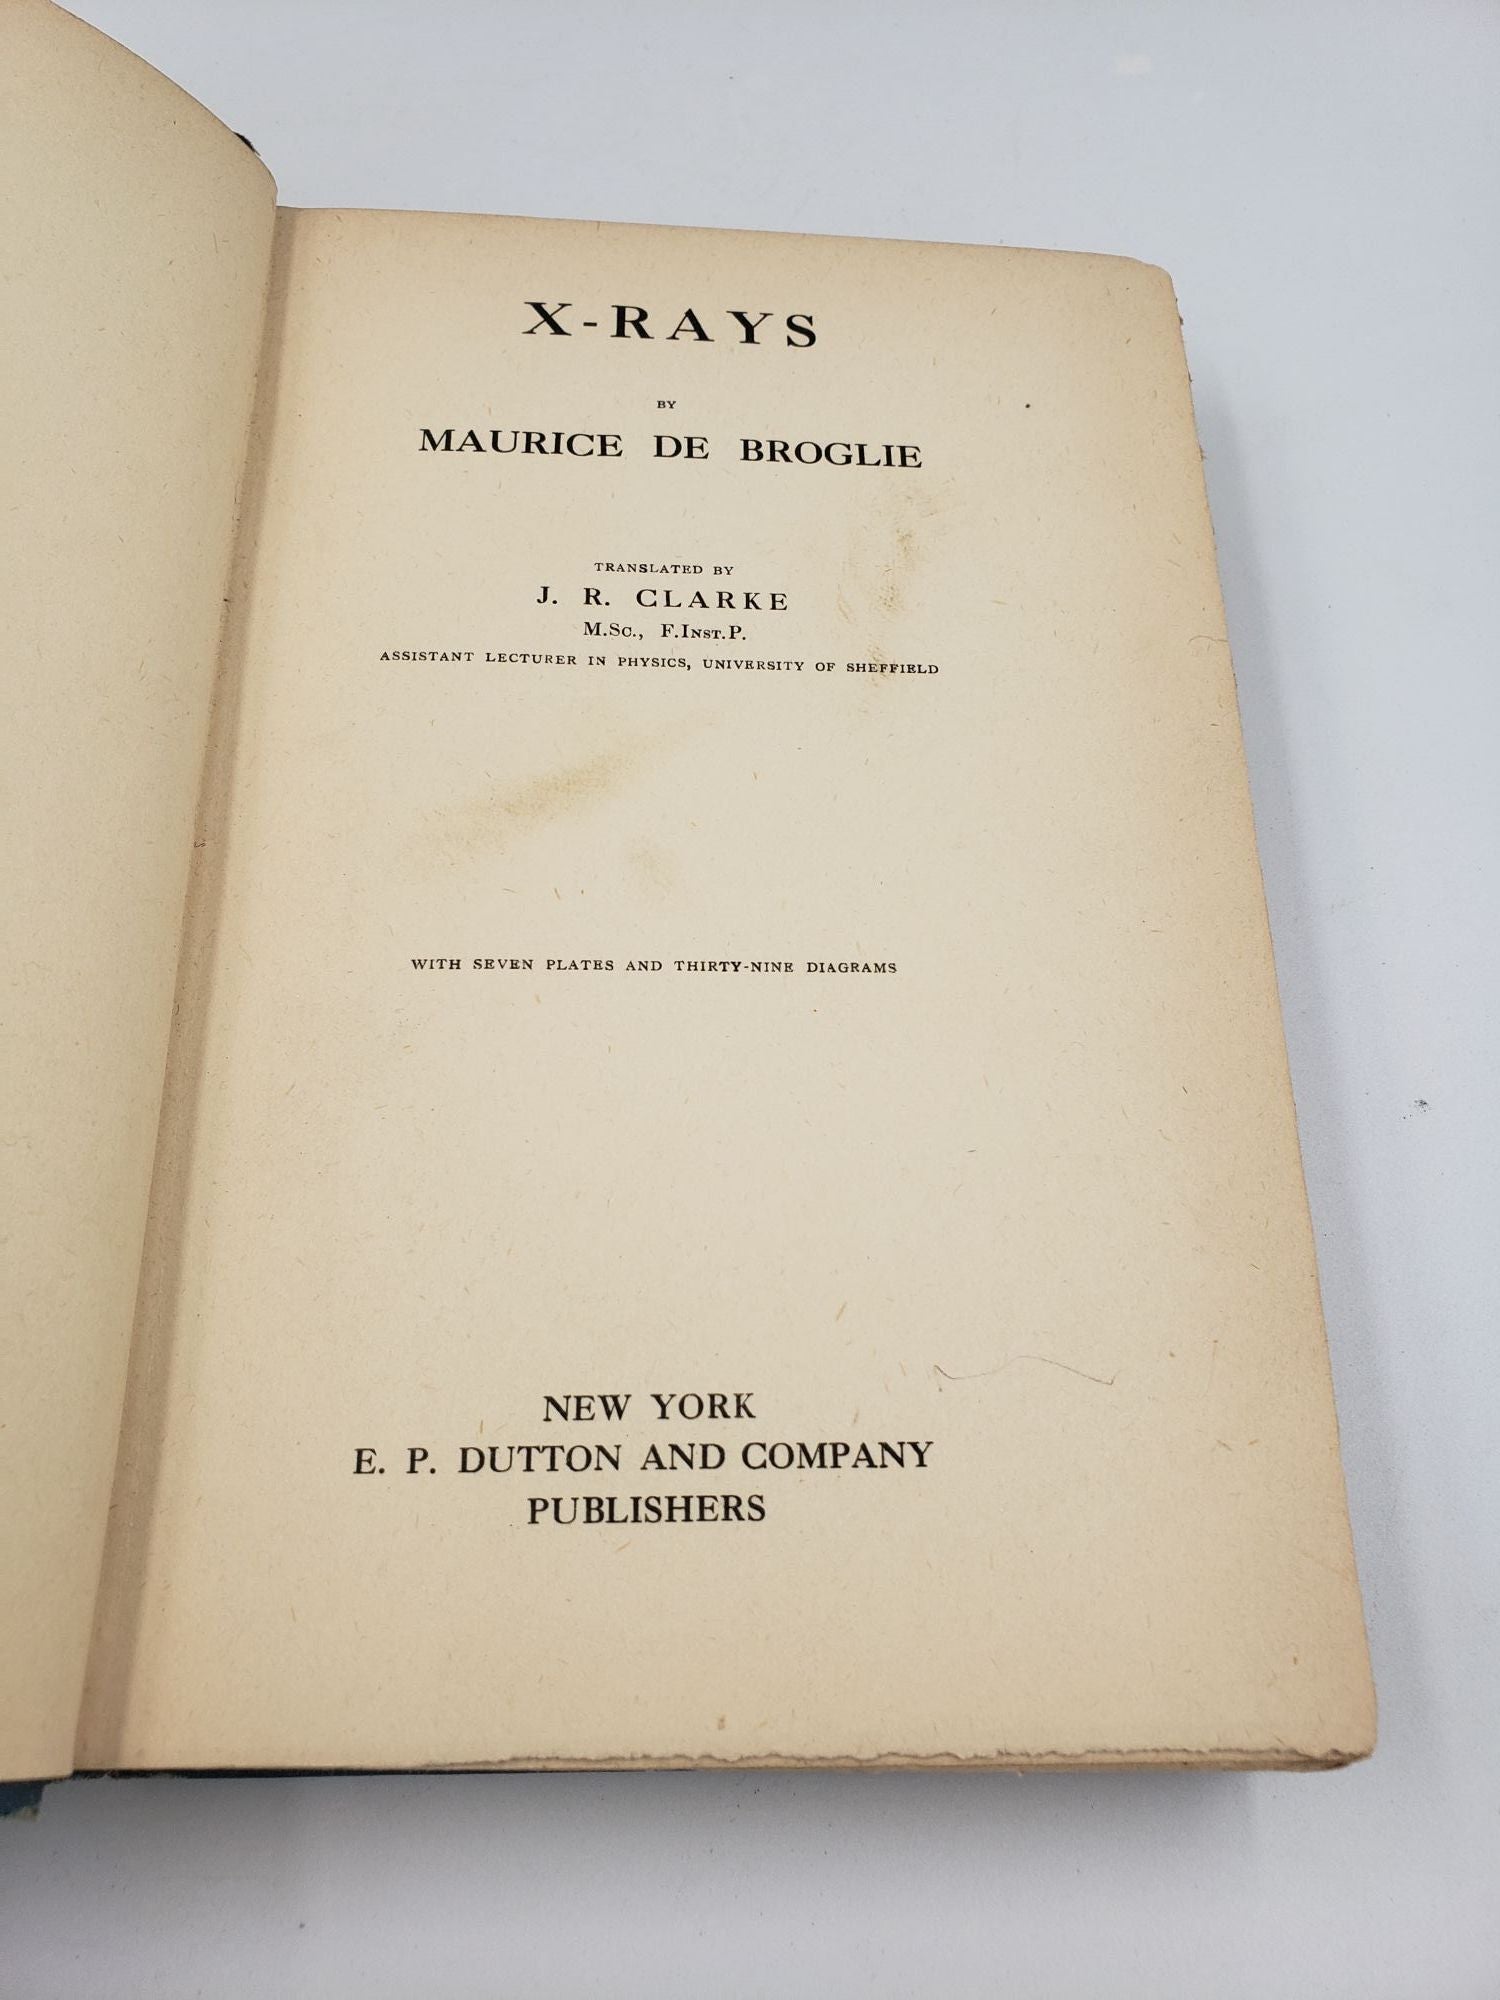 X-RAYS
BY
MAURICE DE BROGLIE
TRANSLATED BY
J. R. CLARKE
M.Sc., F.Inst.P.
ASSISTANT LECTURER IN PHYSICS, UNIVERSITY OF SHEFFIELD
WITH SEVEN PLATES AND THIRTY-NINE DIAGRAMS
NEW YORK
E. P. DUTTON AND COMPANY
PUBLISHERS